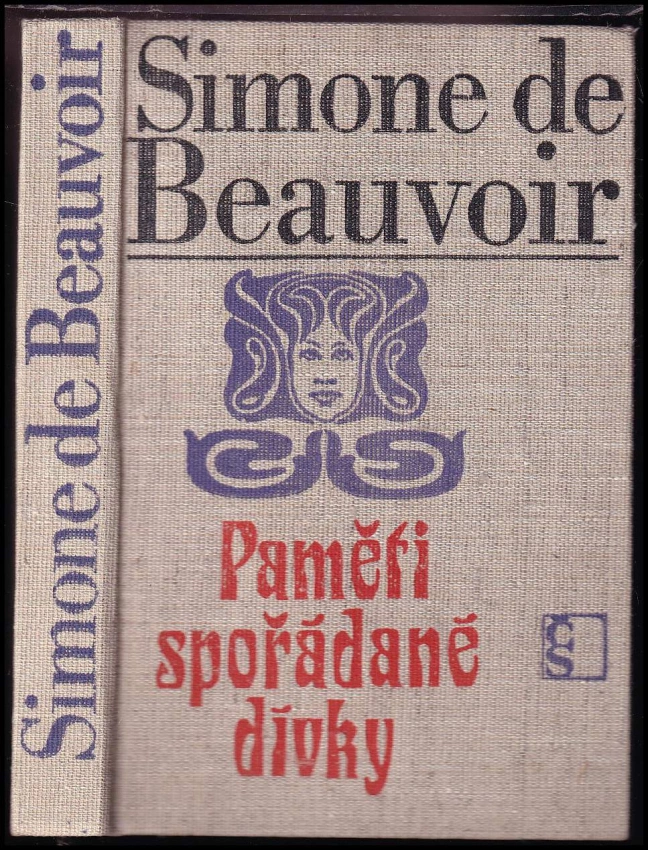 Simone de Beauvoir
Simone de
Beauvoir
Paměti
spořádané
dívky
ČS